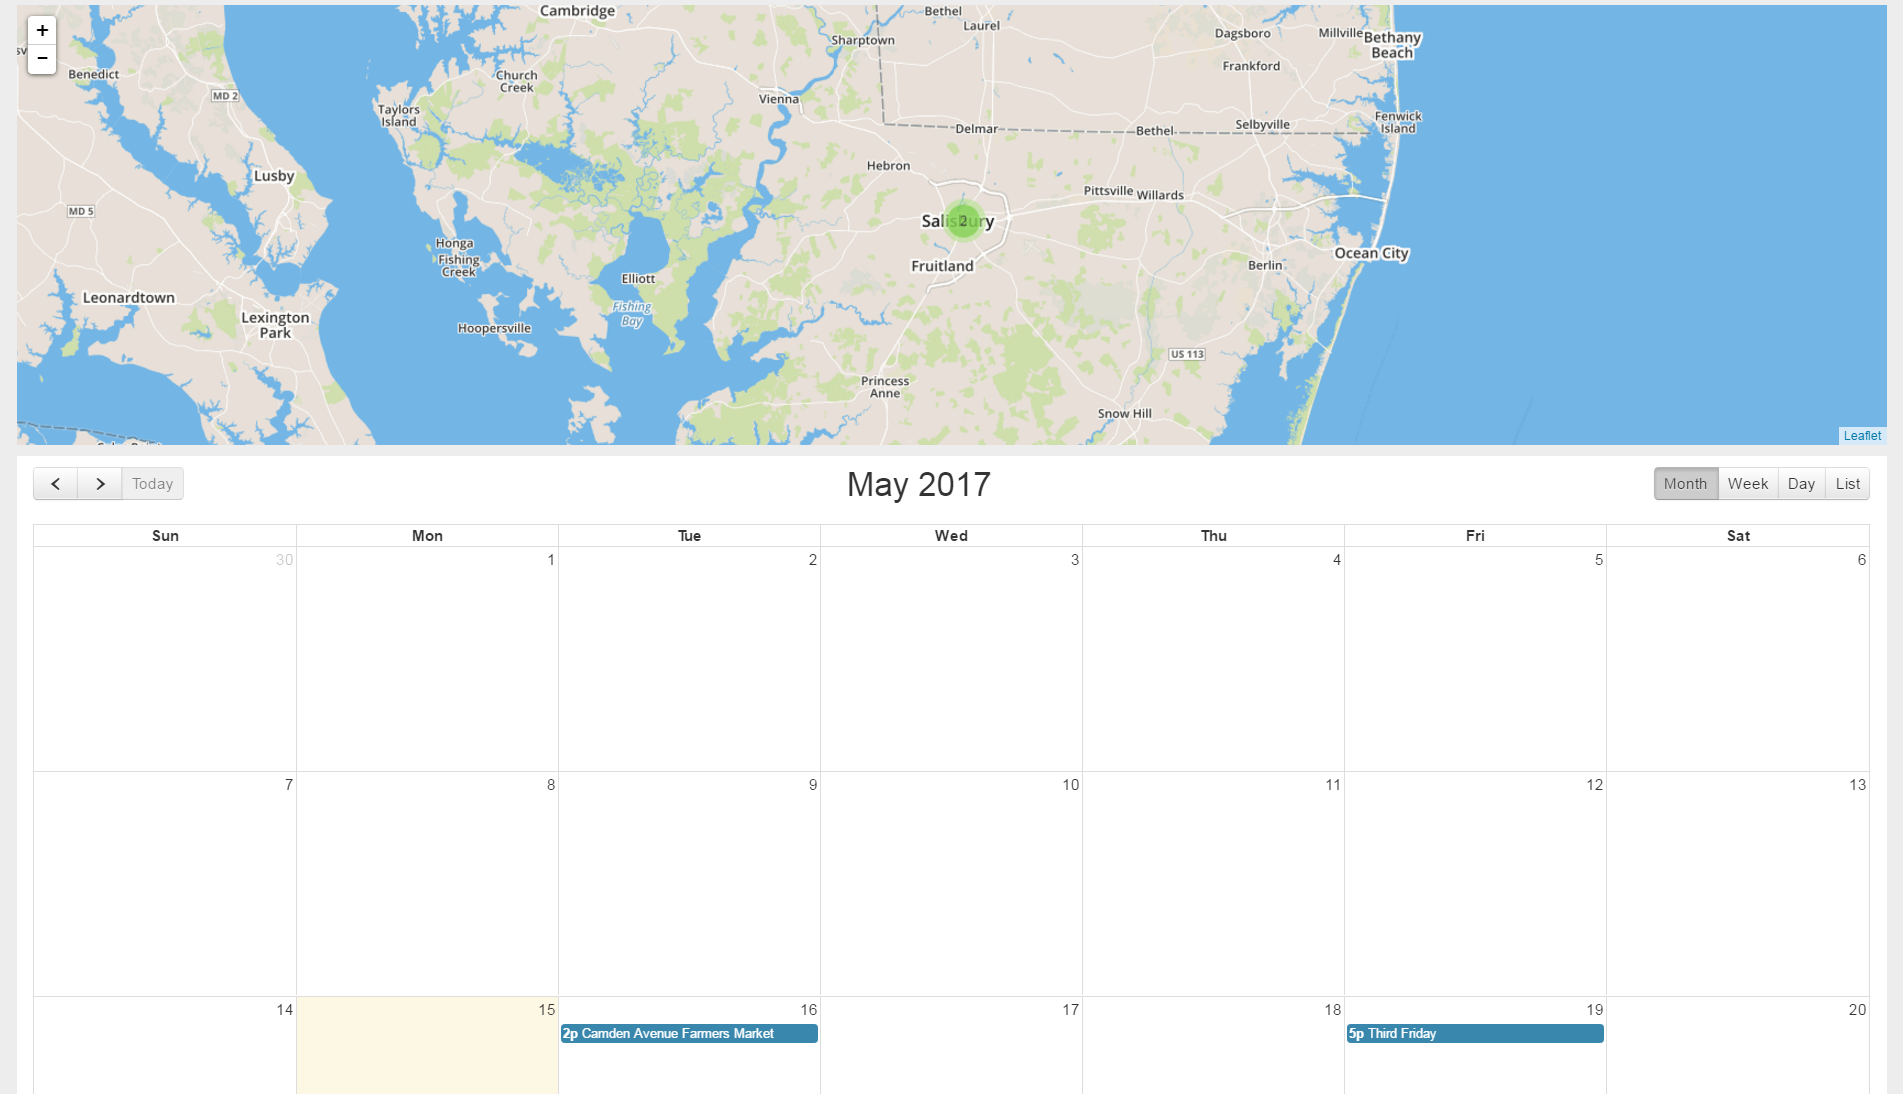 Cambridge
Bethel
Laurel
+
−
Sharptown
Dagsboro
Millville
Bethany
Beach
Benedict
Church
Creek
Frankford
MD 2
Vienna
Taylors
Island
Fenwick
Island
Delmar
Bethel
Selbyville
Hebron
Lusby
Pittsville
Willards
MD 5
Salisbury
2
Honga
Fishing
Creek
Ocean City
Fruitland
Berlin
Elliott
Leonardtown
Fishing
Bay
Lexington
Park
Hoopersville
US 113
Princess
Anne
Snow Hill
Leaflet
Today
May 2017
Month Week Day List
Sun Mon Tue Wed Thu Fri Sat
30 1 2 3 4 5 6
7 8 9 10 11 12 13
14 15 16 17 18 19 20
2p Camden Avenue Farmers Market
5p Third Friday